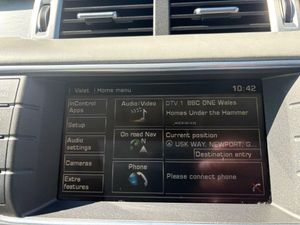 Valet | Home menu
10:42
InControl
Apps
Setup
Audio
settings
Cameras
Extra
features
Audio/Video
On road Nav
N
Phone
DTV 1 BBC ONE Wales
Homes Under the Hammer
Current position
USK WAY, NEWPORT, G...
Destination entry
Please connect phone